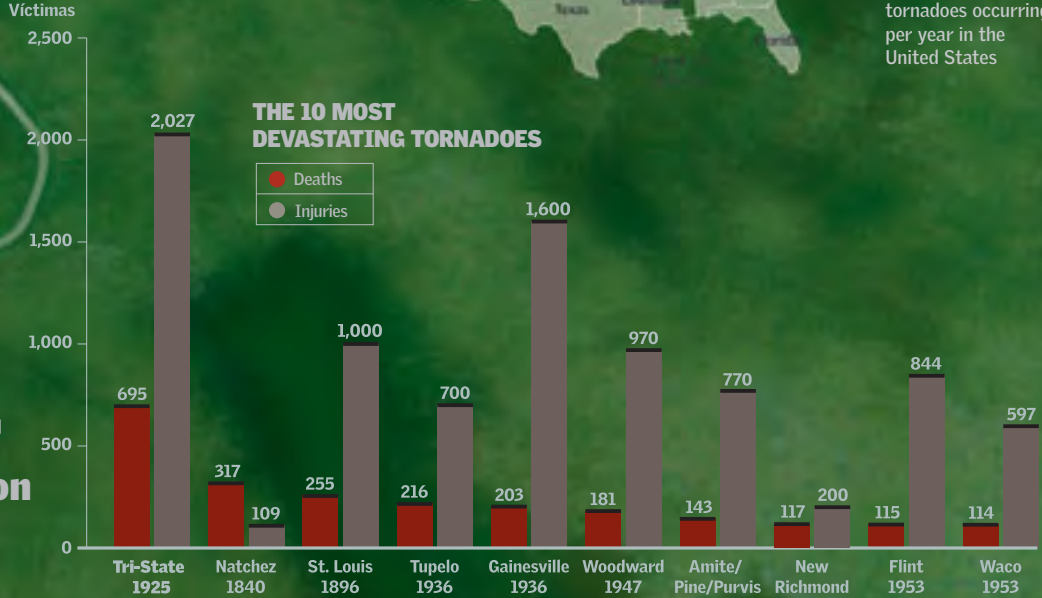 Víctimas
2,500
2,000
1,500
1,000
500
0
Texas
tornadoes occurring
per year in the
United States
THE 10 MOST
DEVASTATING TORNADOES
Deaths
Injuries
on
695
2,027
317
109
255
1,000
216
700
203
1,600
181
970
143
770
117
200
115
844
114
597
Tri-State
1925
Natchez
1840
St. Louis
1896
Tupelo
1936
Gainesville
1936
Woodward
1947
Amite/
Pine/Purvis
New
Richmond
Flint
1953
Waco
1953